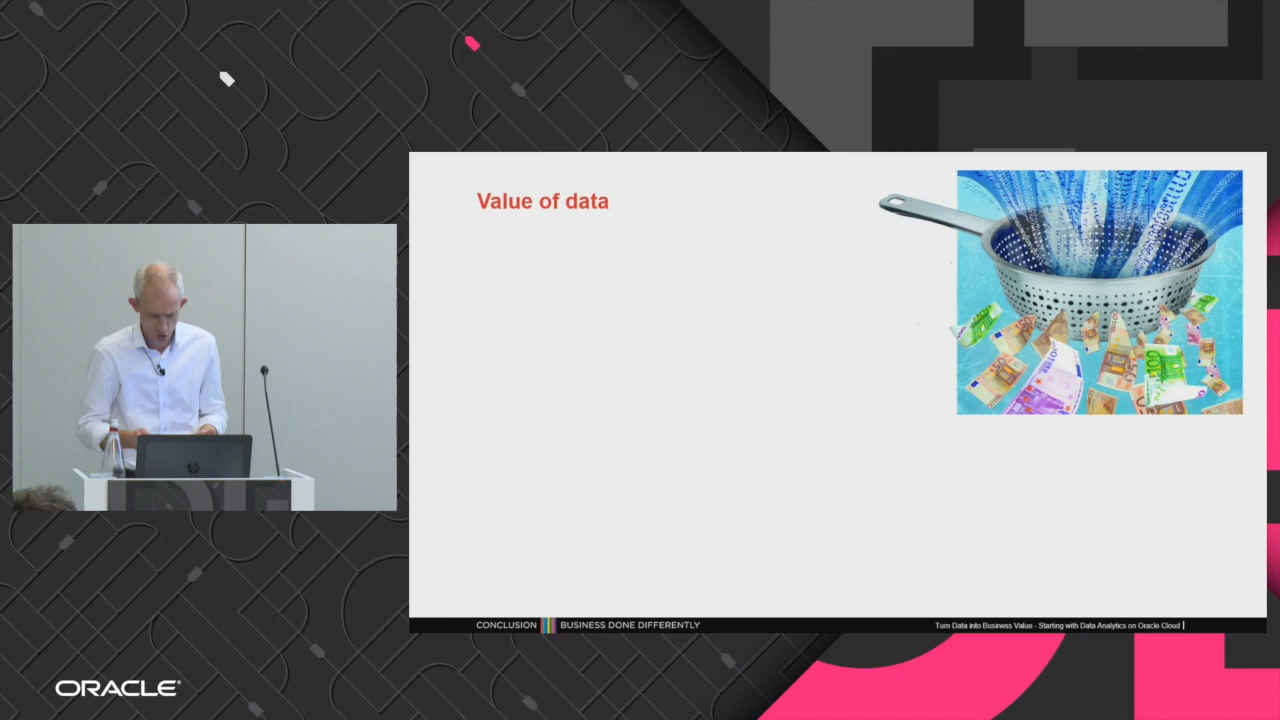 Value of data
CONCLUSION BUSINESS DONE DIFFERENTLY
Turn Data into Business Value - Starting with Data Analytics on Oracle Cloud
ORACLE